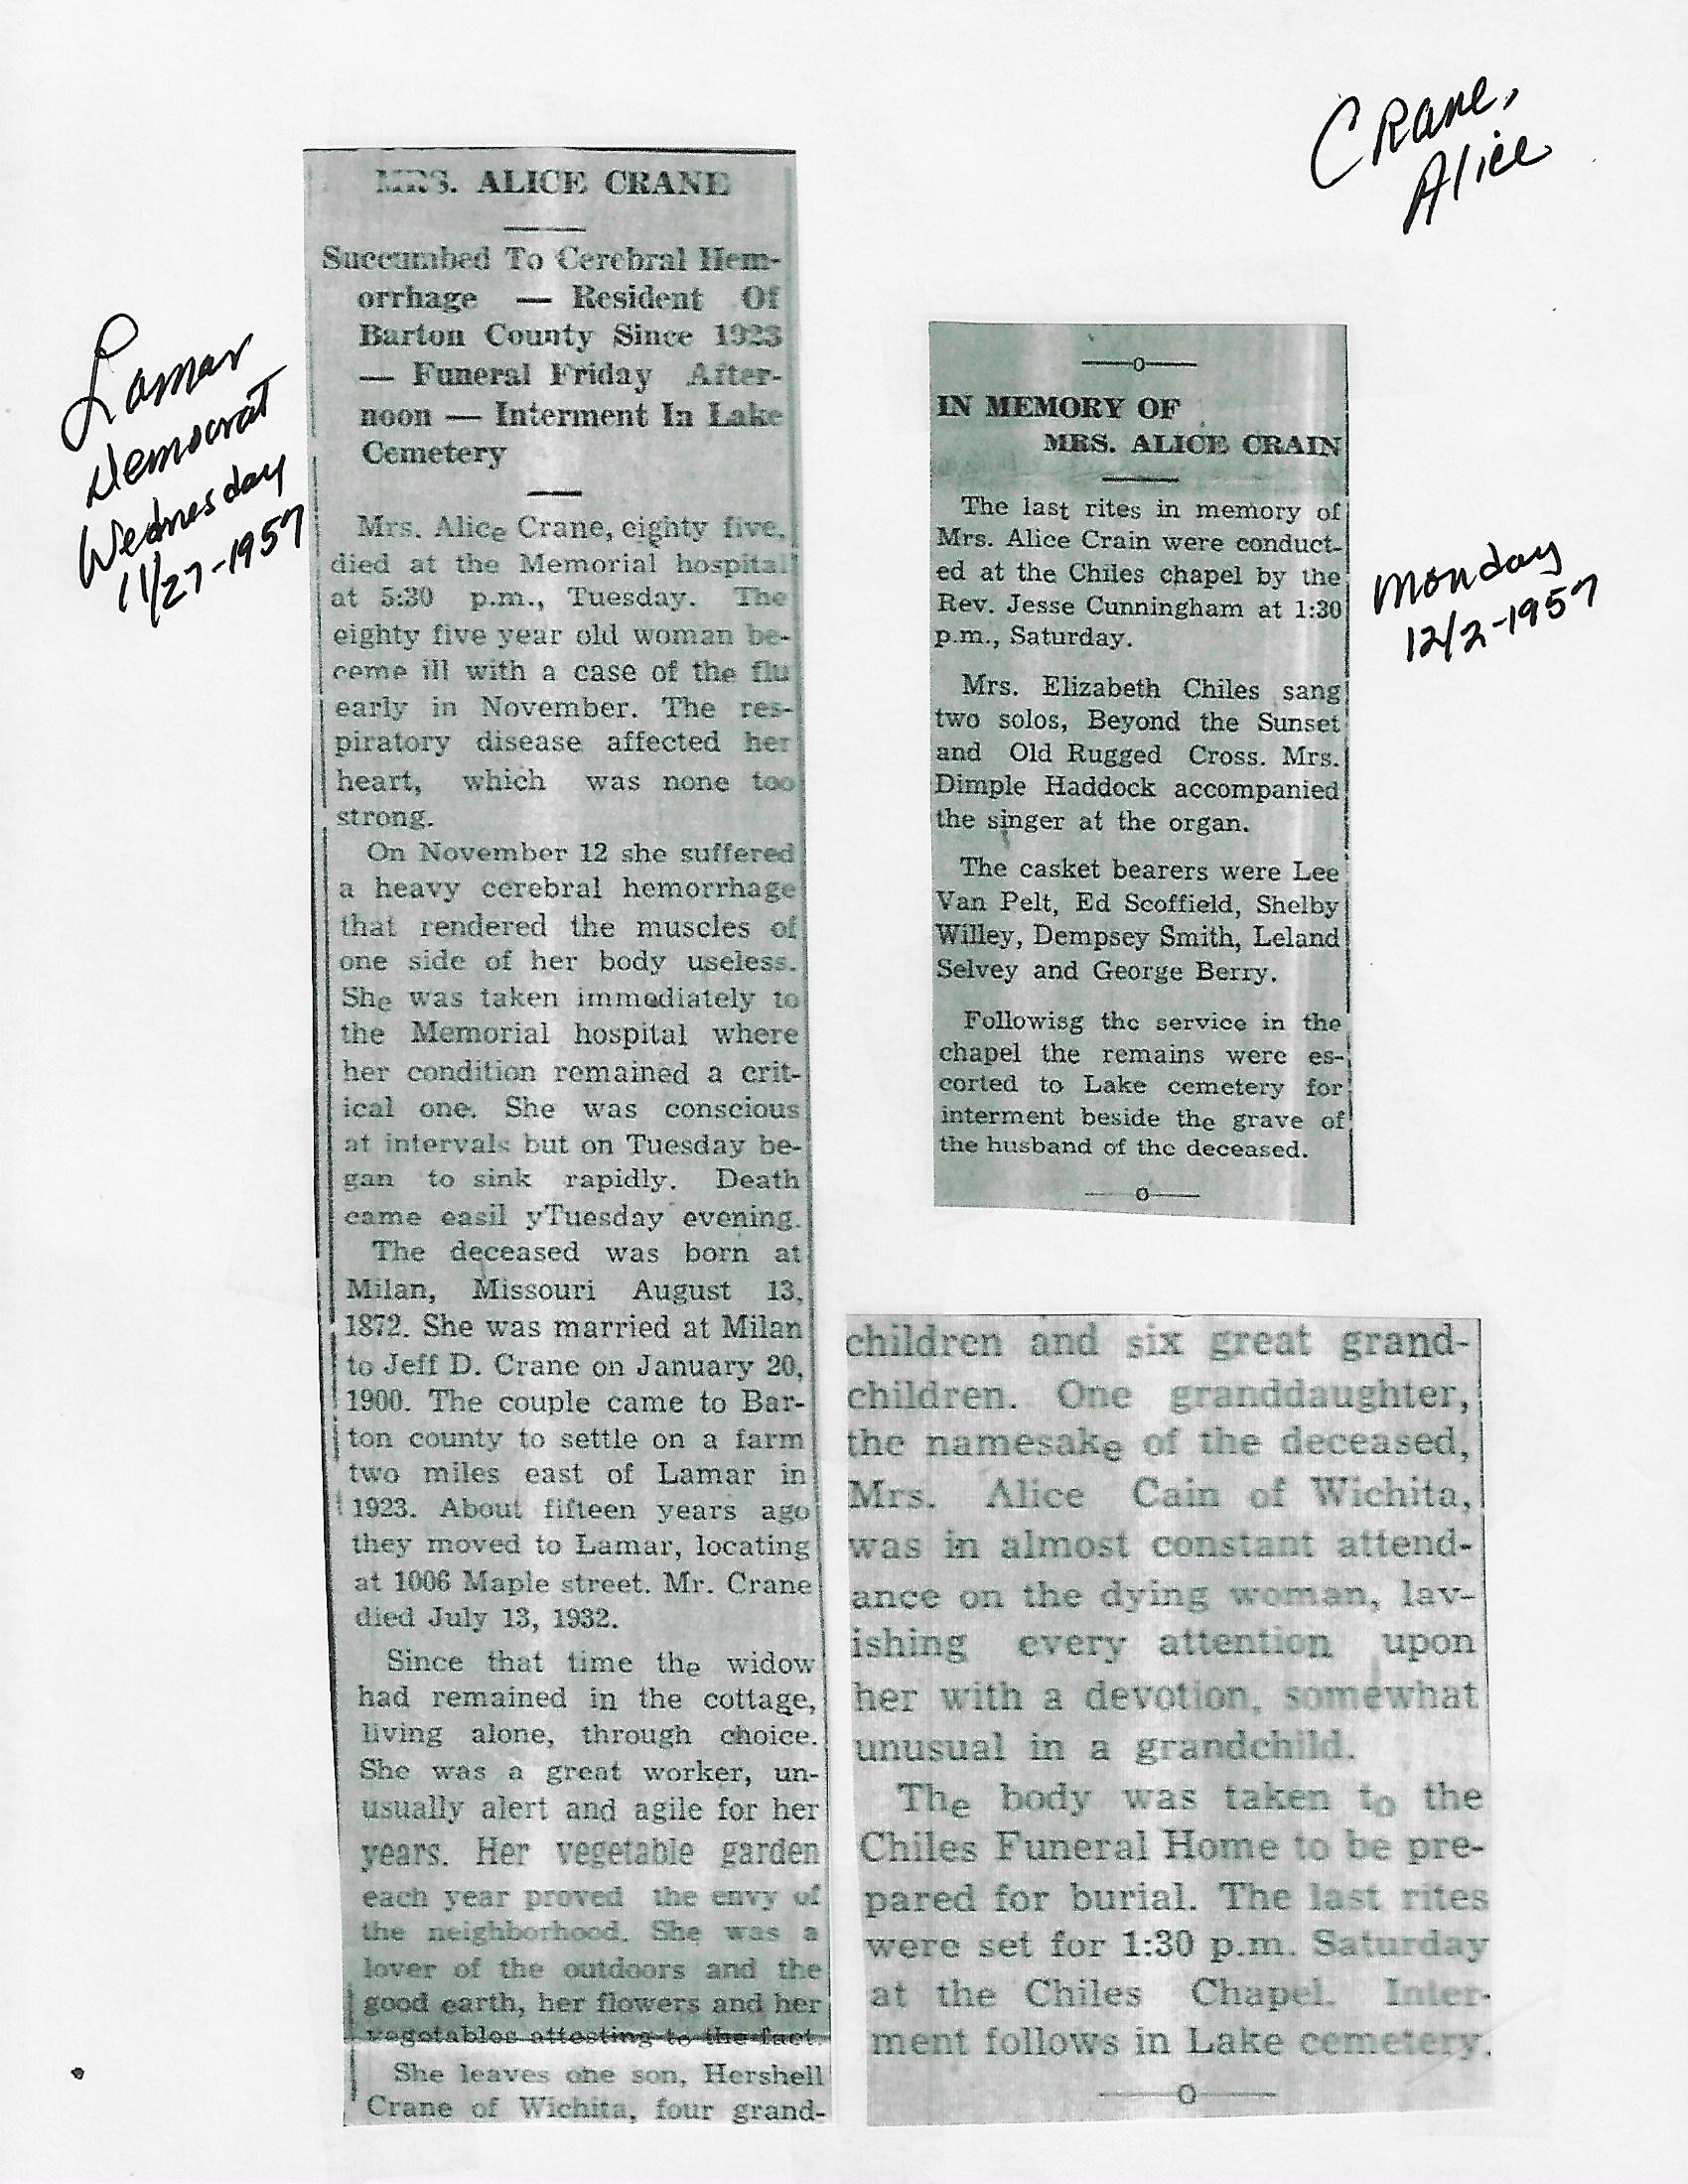 Crane,
Alice
Lamar
Democrat
Wednesday
11/27-1957
MRS. ALICE CRANE
Succumbed To Cerebral Hem-
orrhage — Resident Of
Barton County Since 1923
— Funeral Friday After-
noon — Interment In Lake
Cemetery
Mrs. Alice Crane, eighty five,
died at the Memorial hospital
at 5:30 p.m., Tuesday. The
eighty five year old woman be-
ceme ill with a case of the flu
early in November. The res-
piratory disease affected her
heart, which was none too
strong.
On November 12 she suffered
a heavy cerebral hemorrhage
that rendered the muscles of
one side of her body useless.
She was taken immediately to
the Memorial hospital where
her condition remained a crit-
ical one. She was conscious
at intervals but on Tuesday be-
gan to sink rapidly. Death
came easil yTuesday evening.
The deceased was born at
Milan, Missouri August 13,
1872. She was married at Milan
to Jeff D. Crane on January 20,
1900. The couple came to Bar-
ton county to settle on a farm
two miles east of Lamar in
1923. About fifteen years ago
they moved to Lamar, locating
at 1006 Maple street. Mr. Crane
died July 13, 1932.
Since that time the widow
had remained in the cottage,
living alone, through choice.
She was a great worker, un-
usually alert and agile for her
years. Her vegetable garden
each year proved the envy of
the neighborhood. She was a
lover of the outdoors and the
good earth, her flowers and her
vegetables attesting to the fact.
She leaves one son, Hershell
Crane of Wichita, four grand-
children and six great grand-
children. One granddaughter,
the namesake of the deceased,
Mrs. Alice Cain of Wichita,
was in almost constant attend-
ance on the dying woman, lav-
ishing every attention upon
her with a devotion, somewhat
unusual in a grandchild.
The body was taken to the
Chiles Funeral Home to be pre-
pared for burial. The last rites
were set for 1:30 p.m. Saturday
at the Chiles Chapel. Inter-
ment follows in Lake cemetery.
—o—
—o—
IN MEMORY OF
MRS. ALICE CRAIN
The last rites in memory of
Mrs. Alice Crain were conduct-
ed at the Chiles chapel by the
Rev. Jesse Cunningham at 1:30
p.m., Saturday.
Mrs. Elizabeth Chiles sang
two solos, Beyond the Sunset
and Old Rugged Cross. Mrs.
Dimple Haddock accompanied
the singer at the organ.
The casket bearers were Lee
Van Pelt, Ed Scoffield, Shelby
Willey, Dempsey Smith, Leland
Selvey and George Berry.
Followisg the service in the
chapel the remains were es-
corted to Lake cemetery for
interment beside the grave of
the husband of the deceased.
—o—
Monday
12/2-1957